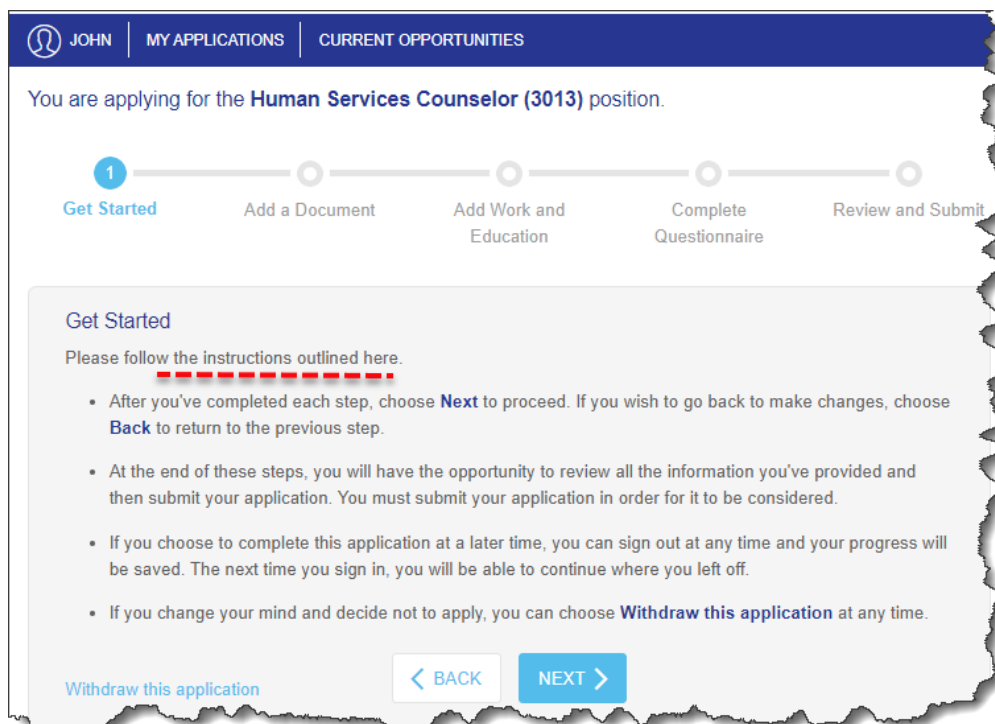 JOHN MY APPLICATIONS CURRENT OPPORTUNITIES
You are applying for the Human Services Counselor (3013) position.
1
Get Started Add a Document Add Work and Education Complete Questionnaire Review and Submit
Get Started
Please follow the instructions outlined here.
• After you've completed each step, choose Next to proceed. If you wish to go back to make changes, choose
Back to return to the previous step.
• At the end of these steps, you will have the opportunity to review all the information you've provided and
then submit your application. You must submit your application in order for it to be considered.
• If you choose to complete this application at a later time, you can sign out at any time and your progress will
be saved. The next time you sign in, you will be able to continue where you left off.
• If you change your mind and decide not to apply, you can choose Withdraw this application at any time.
Withdraw this application BACK NEXT